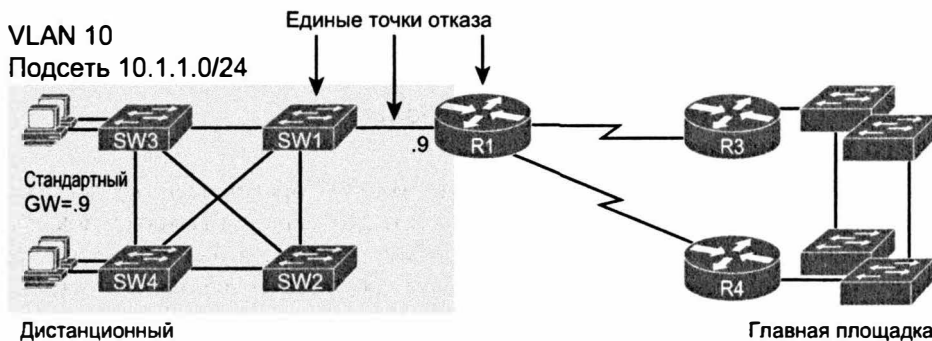 Единые точки отказа
VLAN 10
Подсеть 10.1.1.0/24
SW3
SW1
.9
R1
R3
Стандартный
GW=.9
SW4
SW2
R4
Дистанционный
Главная площадка